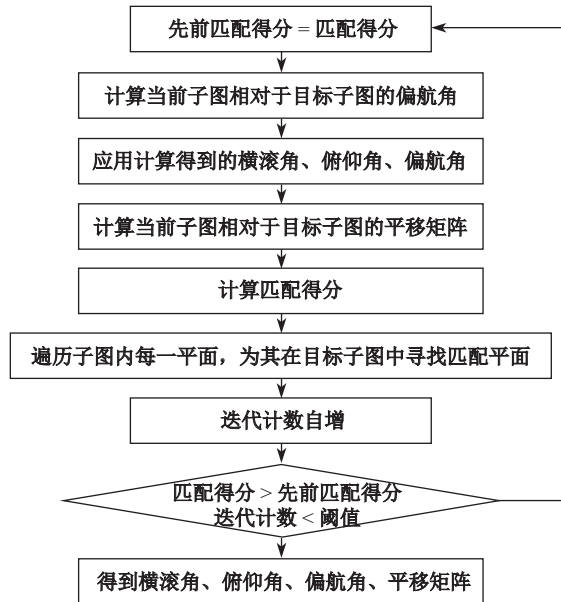 先前匹配得分 = 匹配得分
计算当前子图相对于目标子图的偏航角
应用计算得到的横滚角、俯仰角、偏航角
计算当前子图相对于目标子图的平移矩阵
计算匹配得分
遍历子图内每一平面，为其在目标子图中寻找匹配平面
迭代计数自增
匹配得分 > 先前匹配得分
迭代计数 < 阈值
得到横滚角、俯仰角、偏航角、平移矩阵